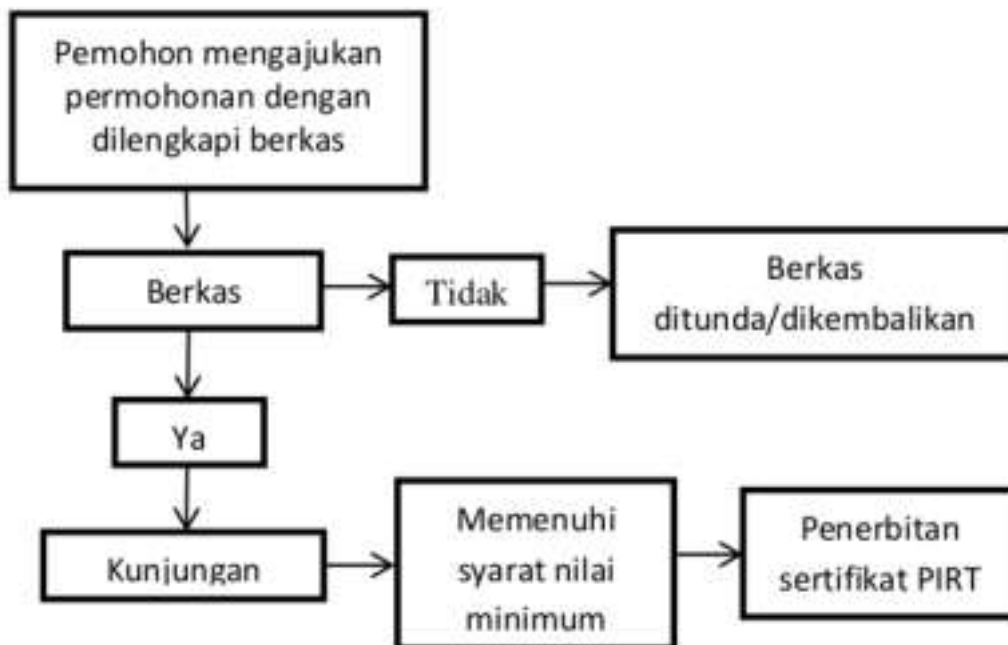 Pemohon mengajukan
permohonan dengan
dilengkapi berkas
Berkas
Tidak
Berkas
ditunda/dikembalikan
Ya
Kunjungan
Memenuhi
syarat nilai
minimum
Penerbitan
sertifikat PIRT